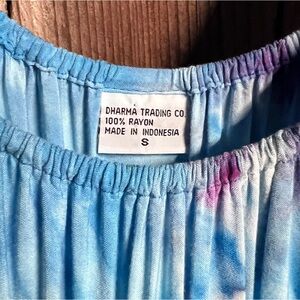 DHARMA TRADING CO.
100% RAYON
MADE IN INDONESIA
S